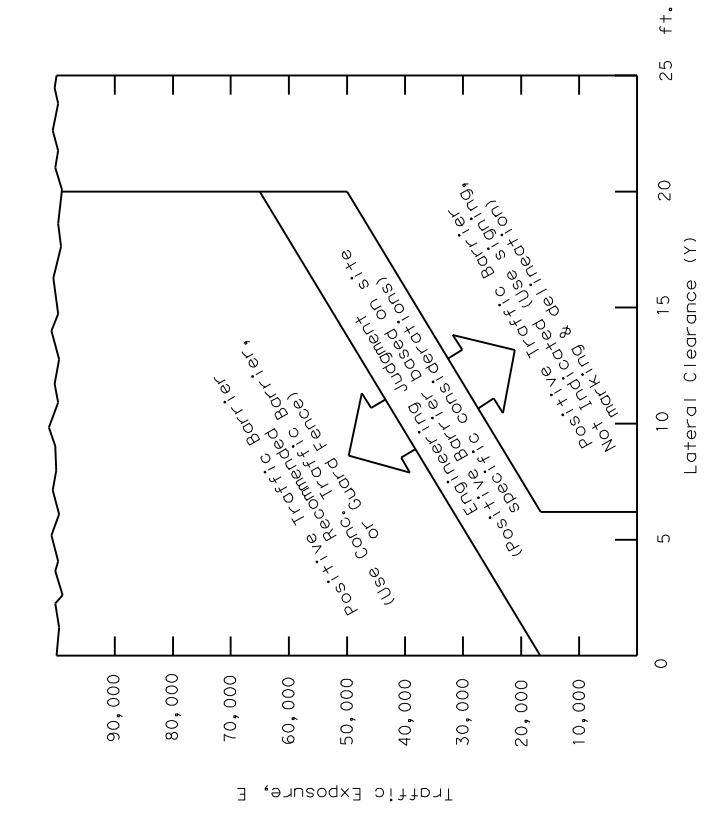 Traffic Exposure, E
90,000
80,000
70,000
60,000
50,000
40,000
30,000
20,000
10,000
Positive Traffic Barrier
Recommended
(Use Conc. Traffic Barrier,
or Guard Fence)
Engineering Judgment
(Positive Barrier based on site
specific considerations)
Positive Traffic Barrier
Not Indicated (Use signing,
marking & delineation)
0
5
10
15
20
25
ft.
Lateral Clearance (Y)